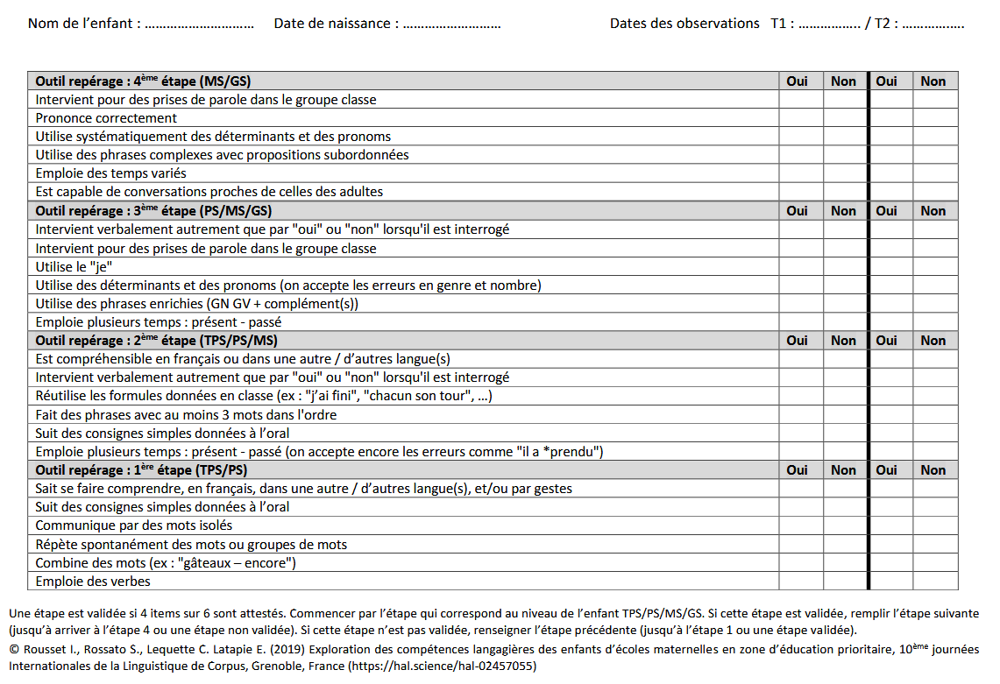 Nom de l’enfant : ………………………… Date de naissance : ……………………… Dates des observations T1 : …………….. / T2 : ………….….
Outil repérage : 4ème étape (MS/GS) Oui Non Oui Non
Intervient pour des prises de parole dans le groupe classe
Prononce correctement
Utilise systématiquement des déterminants et des pronoms
Utilise des phrases complexes avec propositions subordonnées
Emploie des temps variés
Est capable de conversations proches de celles des adultes
Outil repérage : 3ème étape (PS/MS/GS) Oui Non Oui Non
Intervient verbalement autrement que par "oui" ou "non" lorsqu'il est interrogé
Intervient pour des prises de parole dans le groupe classe
Utilise le "je"
Utilise des déterminants et des pronoms (on accepte les erreurs en genre et nombre)
Utilise des phrases enrichies (GN GV + complément(s))
Emploie plusieurs temps : présent - passé
Outil repérage : 2ème étape (TPS/PS/MS) Oui Non Oui Non
Est compréhensible en français ou dans une autre / d’autres langue(s)
Intervient verbalement autrement que par "oui" ou "non" lorsqu'il est interrogé
Réutilise les formules données en classe (ex : "j’ai fini", "chacun son tour", …)
Fait des phrases avec au moins 3 mots dans l'ordre
Suit des consignes simples données à l’oral
Emploie plusieurs temps : présent - passé (on accepte encore les erreurs comme "il a *prendu")
Outil repérage : 1ère étape (TPS/PS) Oui Non Oui Non
Sait se faire comprendre, en français, dans une autre / d’autres langue(s), et/ou par gestes
Suit des consignes simples données à l’oral
Communique par des mots isolés
Répète spontanément des mots ou groupes de mots
Combine des mots (ex : "gâteaux – encore")
Emploie des verbes
Une étape est validée si 4 items sur 6 sont attestés. Commencer par l’étape qui correspond au niveau de l’enfant TPS/PS/MS/GS. Si cette étape est validée, remplir l’étape suivante
(jusqu’à arriver à l’étape 4 ou une étape non validée). Si cette étape n’est pas validée, renseigner l’étape précédente (jusqu’à l’étape 1 ou une étape validée).
© Rousset I., Rossato S., Lequette C. Latapie E. (2019) Exploration des compétences langagières des enfants d’écoles maternelles en zone d’éducation prioritaire, 10ème journées
Internationales de la Linguistique de Corpus, Grenoble, France (https://hal.science/hal-02457055)